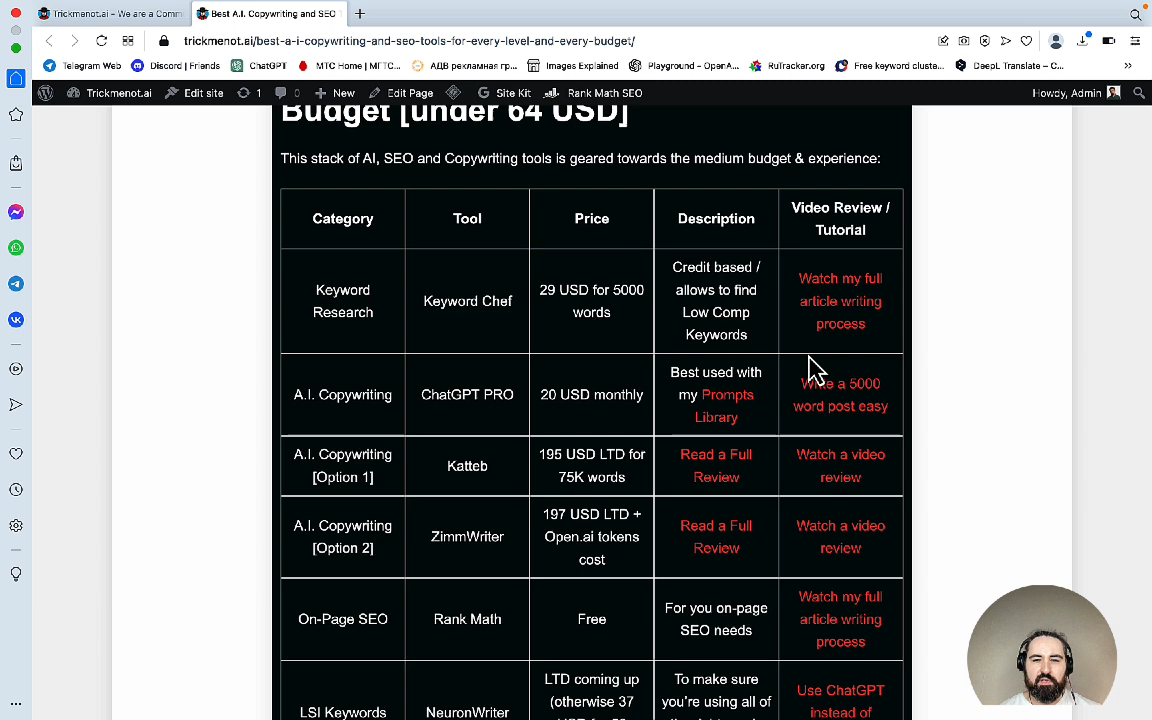 Trickmenot.ai – We are a Comm
Best A.I. Copywriting and SEO T
trickmenot.ai/best-a-i-copywriting-and-seo-tools-for-every-level-and-every-budget/
Telegram Web
Discord | Friends
ChatGPT
МТС Home | МТГС...
АДВ рекламная гр...
Images Explained
Playground – OpenA...
RuTracker.org
Free keyword cluste...
DeepL Translate – C...
Trickmenot.ai
Edit site
1
0
New
Edit Page
Site Kit
Rank Math SEO
Howdy, Admin
Budget [under 64 USD]
This stack of AI, SEO and Copywriting tools is geared towards the medium budget & experience:
Category
Tool
Price
Description
Video Review /
Tutorial
Keyword
Research
Keyword Chef
29 USD for 5000
words
Credit based /
allows to find
Low Comp
Keywords
Watch my full
article writing
process
A.I. Copywriting
ChatGPT PRO
20 USD monthly
Best used with
my Prompts
Library
Write a 5000
word post easy
A.I. Copywriting
[Option 1]
Katteb
195 USD LTD for
75K words
Read a Full
Review
Watch a video
review
A.I. Copywriting
[Option 2]
ZimmWriter
197 USD LTD +
Open.ai tokens
cost
Read a Full
Review
Watch a video
review
On-Page SEO
Rank Math
Free
For you on-page
SEO needs
Watch my full
article writing
process
LSI Keywords
NeuronWriter
LTD coming up
(otherwise 37
To make sure
you're using all of
Use ChatGPT
instead of